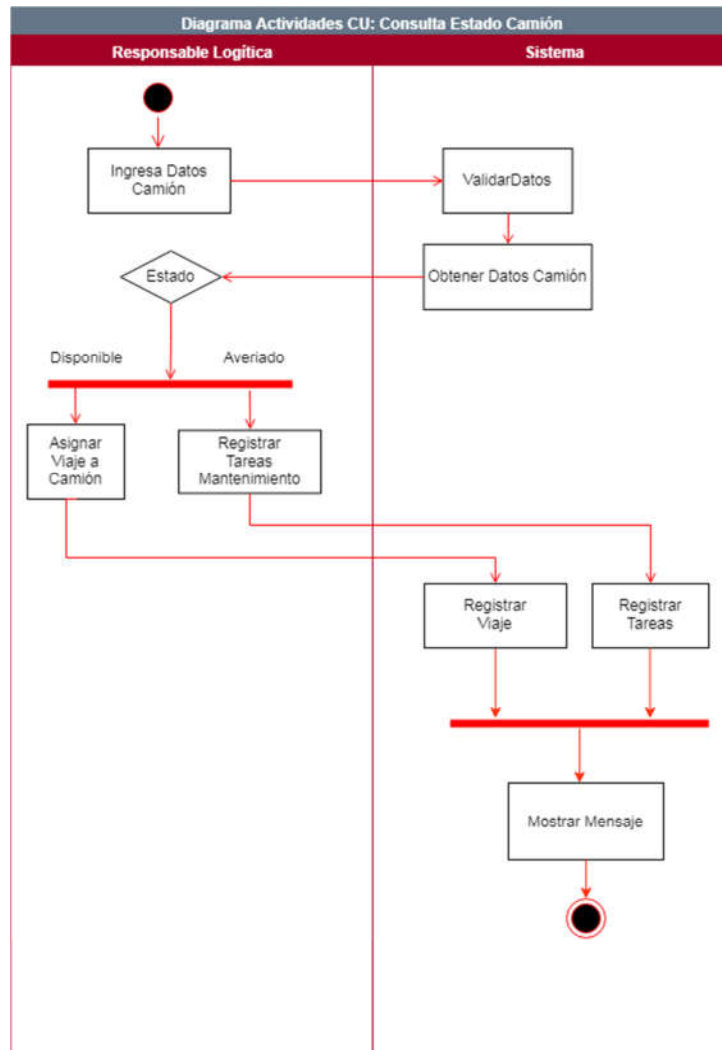 Diagrama Actividades CU: Consulta Estado Camión
Responsable Logítica
Sistema
Ingresa Datos
Camión
ValidarDatos
Estado
Obtener Datos Camión
Disponible
Averiado
Asignar
Viaje a
Camión
Registrar
Tareas
Mantenimiento
Registrar
Viaje
Registrar
Tareas
Mostrar Mensaje